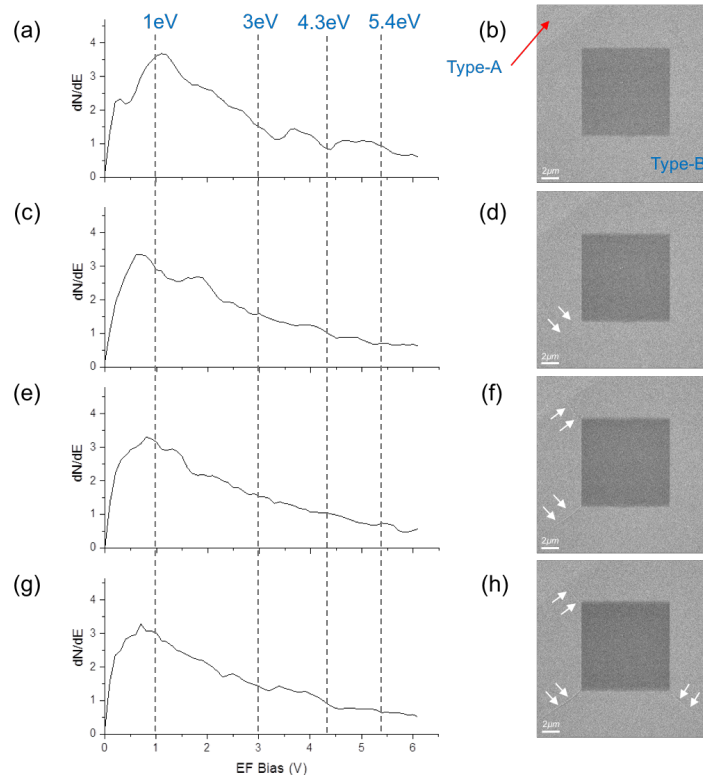 1eV 3eV 4.3eV 5.4eV
(a)
dN/dE
4
3
2
1
0
(b)
Type-A
Type-B
2μm
(c)
dN/dE
4
3
2
1
0
(d)
2μm
(e)
dN/dE
4
3
2
1
0
(f)
2μm
(g)
dN/dE
4
3
2
1
0
0 1 2 3 4 5 6
EF Bias (V)
(h)
2μm